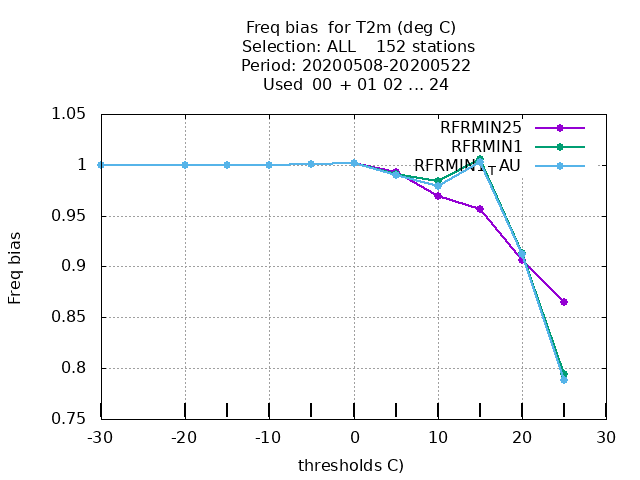 Freq bias  for T2m (deg C)
Selection: ALL    152 stations
Period: 20200508-20200522
Used  00 + 01 02 ... 24
1.05
RFRMIN25
RFRMIN1
1
RFRMIN1TAU
0.95
0.9
Freq bias
0.85
0.8
0.75
-30 -20 -10 0 10 20 30
thresholds C)